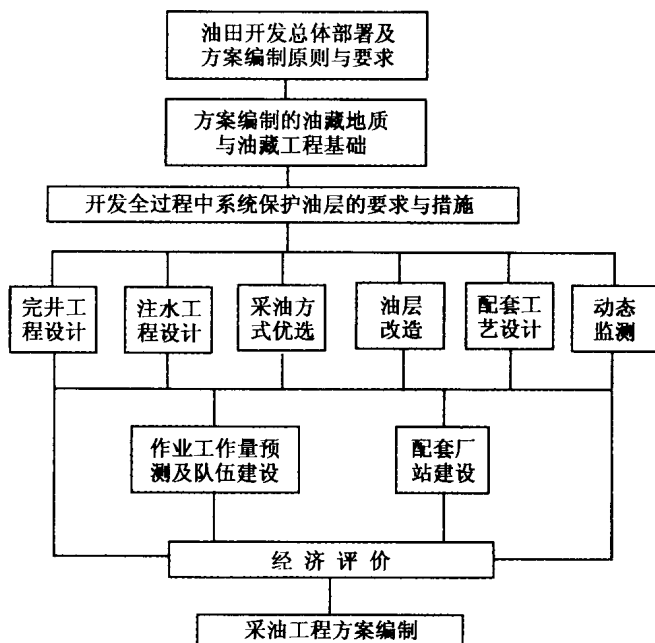 油田开发总体部署及
方案编制原则与要求
方案编制的油藏地质
与油藏工程基础
开发全过程中系统保护油层的要求与措施
完井工
程设计
注水工
程设计
采油方
式优选
油层
改造
配套工
艺设计
动态
监测
作业工作量预
测及队伍建设
配套厂
站建设
经济评价
采油工程方案编制